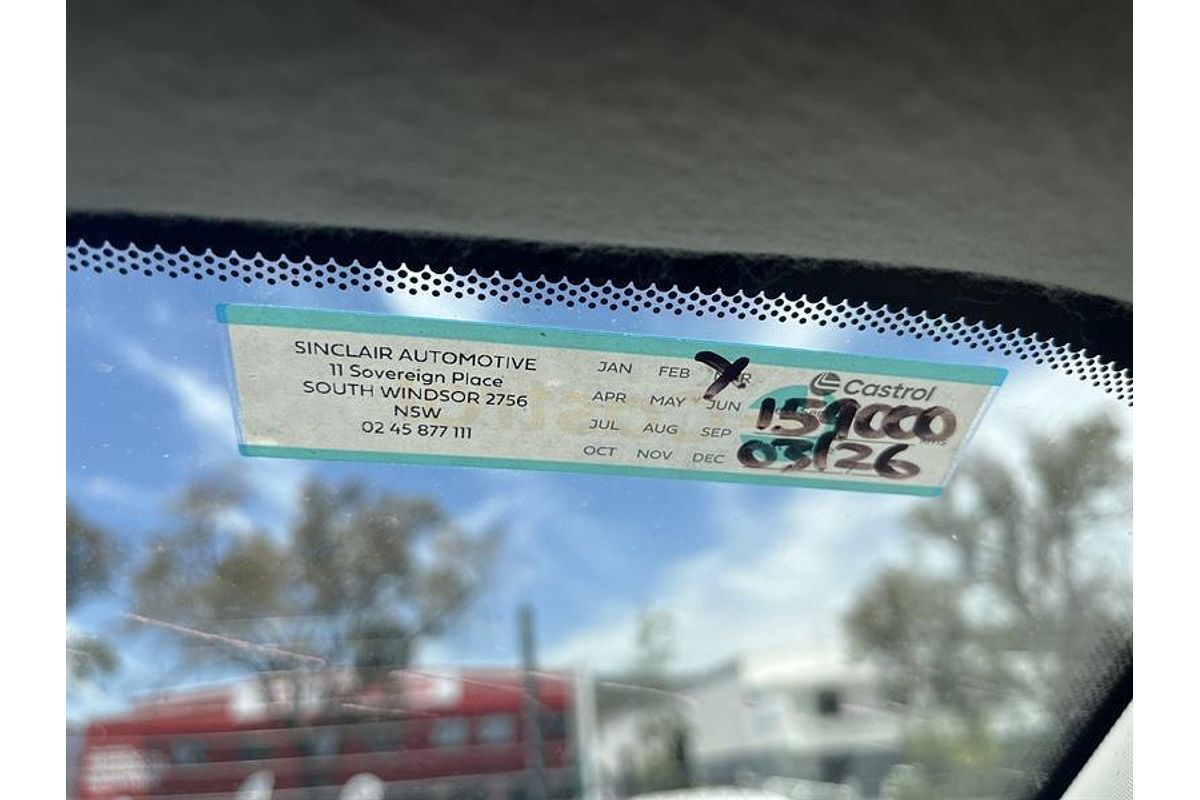 SINCLAIR AUTOMOTIVE
11 Sovereign Place
SOUTH WINDSOR 2756
NSW
02 45 877 111
JAN FEB MAR
APR MAY JUN
JUL AUG SEP
OCT NOV DEC
Castrol
159000
03/26